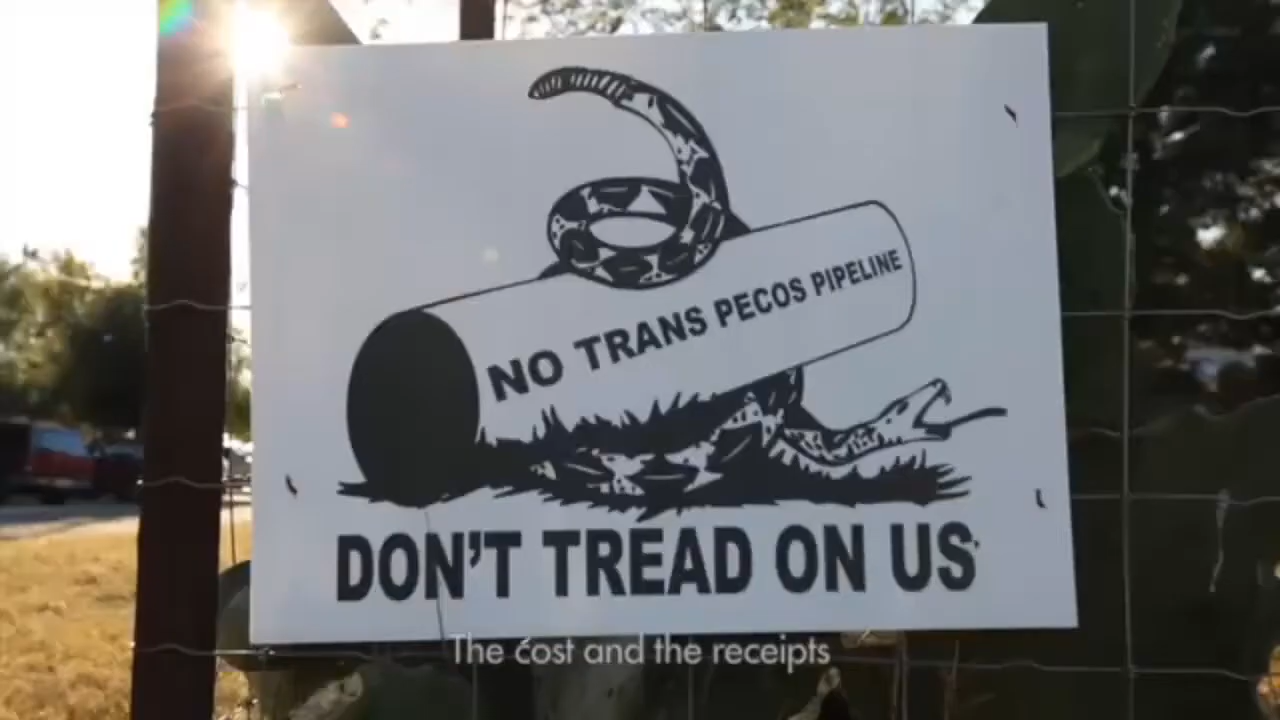 NO TRANS PECOS PIPELINE
DON'T TREAD ON US
The cost and the receipts